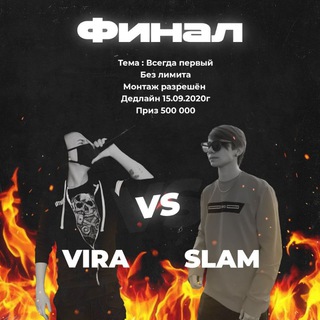 Финал
Тема : Всегда первый
Без лимита
Монтаж разрешён
Дедлайн 15.09.2020г
Приз 500 000
VS
VIRA SLAM